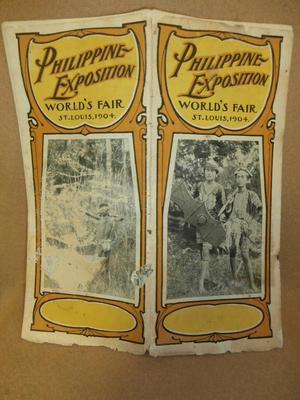 PHILIPPINE
EXPOSITION
WORLD'S FAIR
ST. LOUIS, 1904.
PHILIPPINE
EXPOSITION
WORLD'S FAIR
ST. LOUIS, 1904.